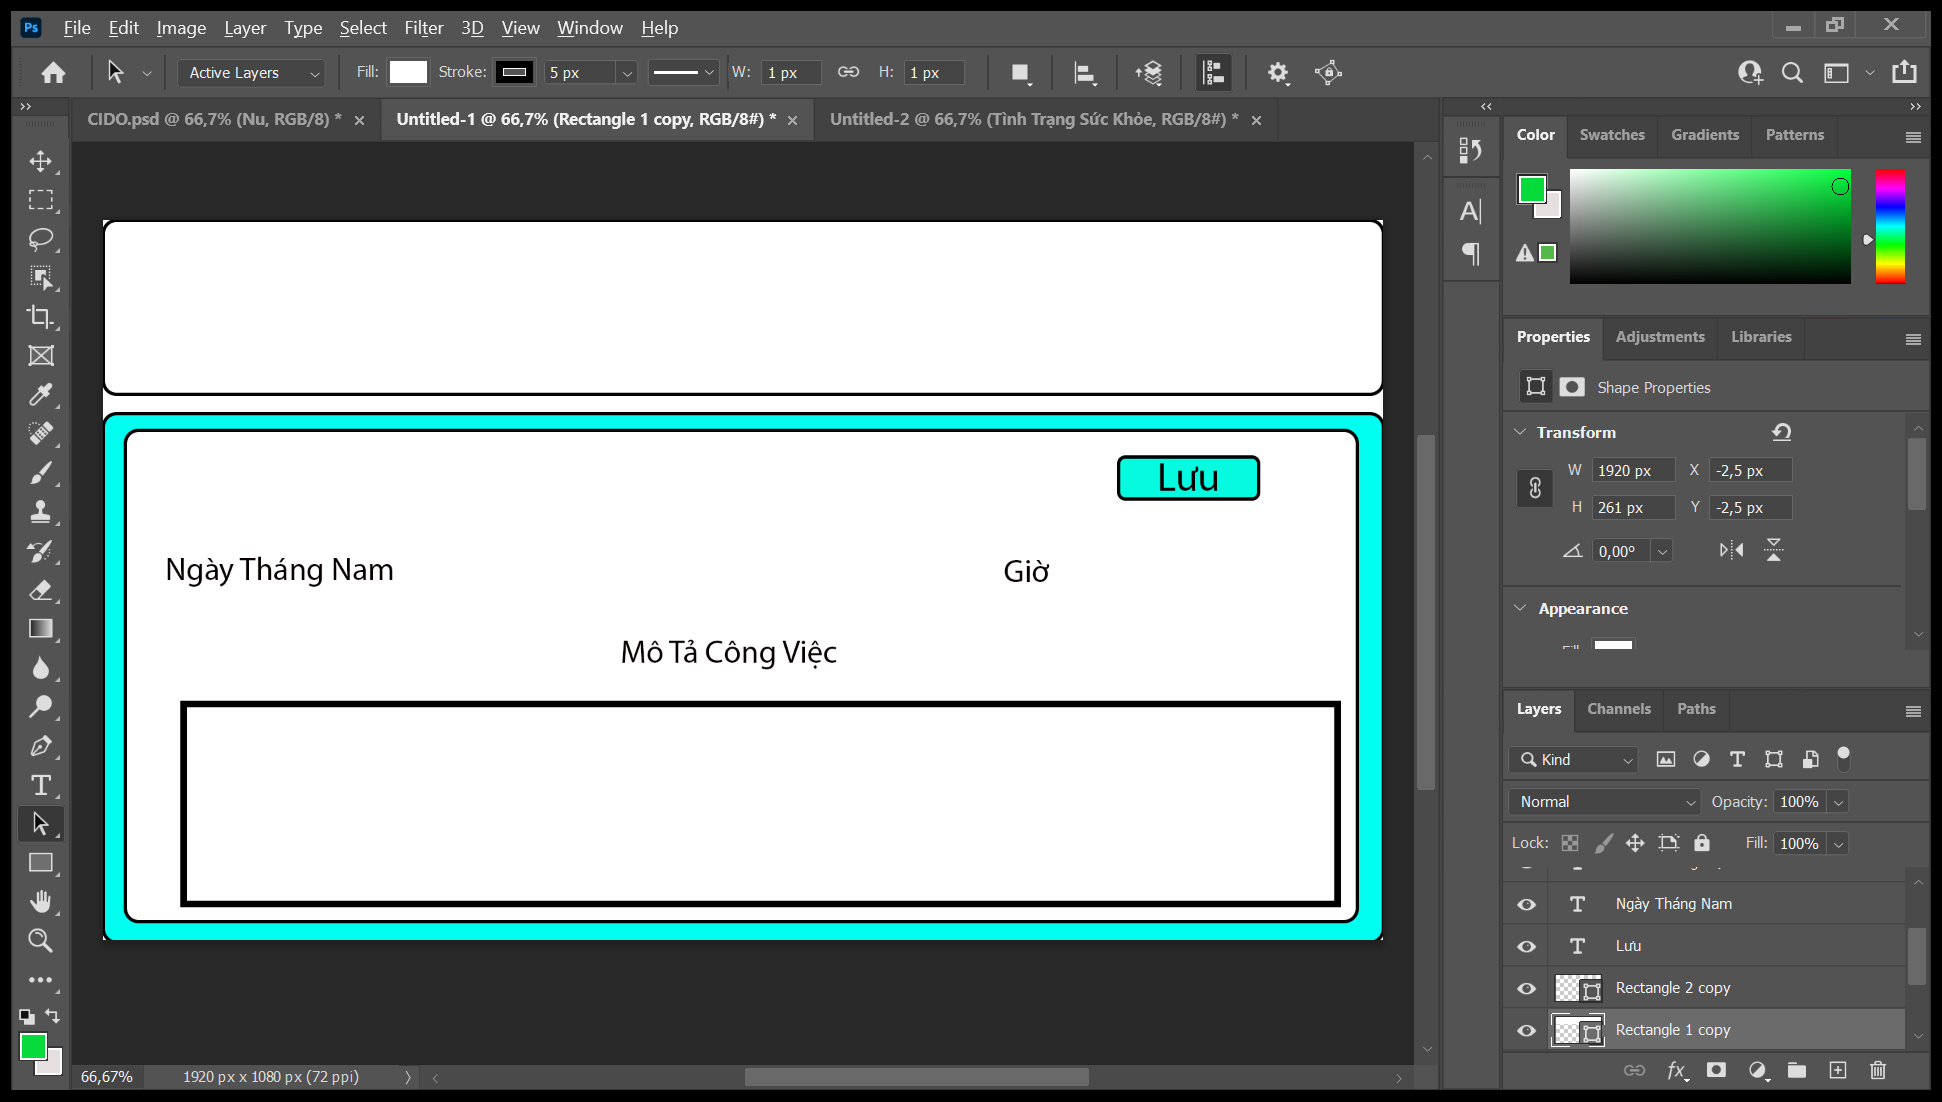 Ps File Edit Image Layer Type Select Filter 3D View Window Help
Active Layers Fill: Stroke: 5 px W: 1 px H: 1 px
CIDO.psd @ 66,7% (Nu, RGB/8) * Untitled-1 @ 66,7% (Rectangle 1 copy, RGB/8#) * Untitled-2 @ 66,7% (Tình Trạng Sức Khỏe, RGB/8#) *
Color Swatches Gradients Patterns
Lưu
Ngày Tháng Nam
Giờ
Mô Tả Công Việc
Properties Adjustments Libraries
Shape Properties
Transform
W 1920 px X -2,5 px
H 261 px Y -2,5 px
0,00°
Appearance
Fill
Layers Channels Paths
Kind
Normal Opacity: 100%
Lock: Fill: 100%
Ngày Tháng Nam
Lưu
Rectangle 2 copy
Rectangle 1 copy
fx
66,67% 1920 px x 1080 px (72 ppi)